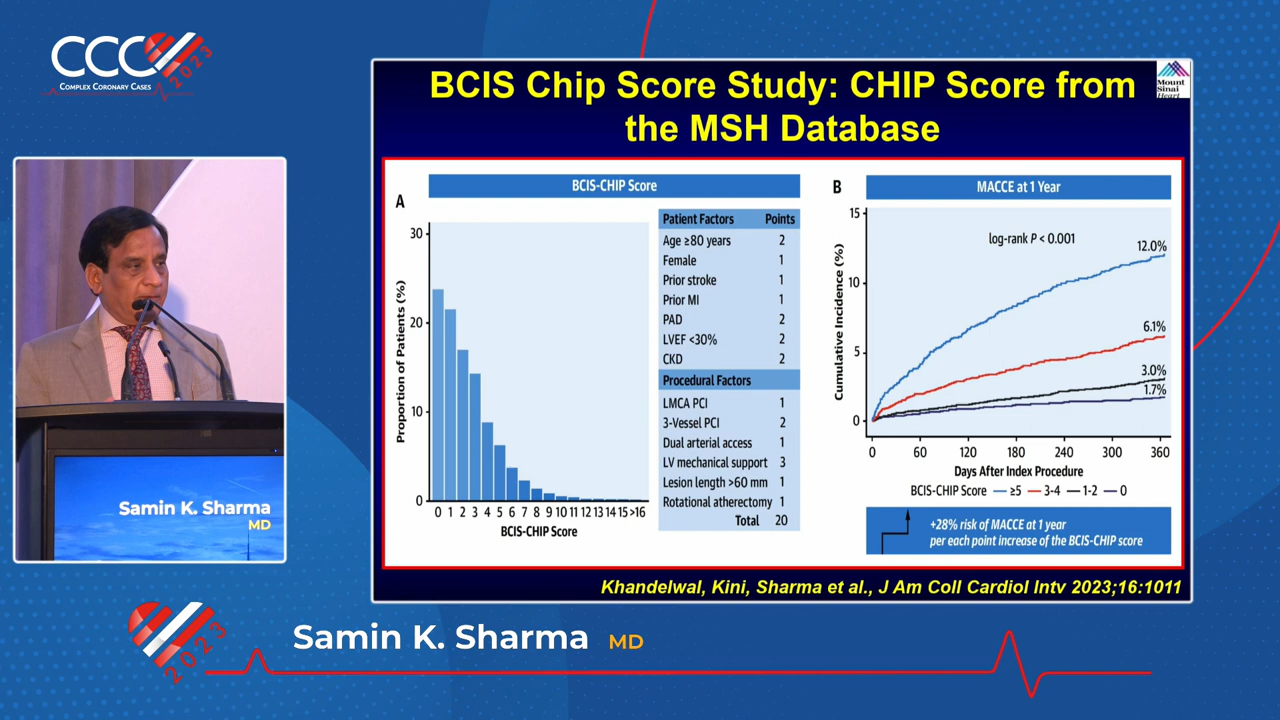 CCC 2023
COMPLEX CORONARY CASES
BCIS Chip Score Study: CHIP Score from
the MSH Database
Mount
Sinai
Heart
BCIS-CHIP Score
A
Proportion of Patients (%)
30
20
10
0
0 1 2 3 4 5 6 7 8 9 10 11 12 13 14 15 >16
BCIS-CHIP Score
Patient Factors Points
Age ≥80 years 2
Female 1
Prior stroke 1
Prior MI 1
PAD 2
LVEF <30% 2
CKD 2
Procedural Factors
LMCA PCI 1
3-Vessel PCI 2
Dual arterial access 1
LV mechanical support 3
Lesion length >60 mm 1
Rotational atherectomy 1
Total 20
B
MACCE at 1 Year
Cumulative Incidence (%)
15
10
5
0
log-rank P < 0.001
12.0%
6.1%
3.0%
1.7%
0 60 120 180 240 300 360
Days After Index Procedure
BCIS-CHIP Score ≥5 3-4 1-2 0
+28% risk of MACCE at 1 year
per each point increase of the BCIS-CHIP score
Khandelwal, Kini, Sharma et al., J Am Coll Cardiol Intv 2023;16:1011
Samin K. Sharma
MD
2023
Samin K. Sharma MD